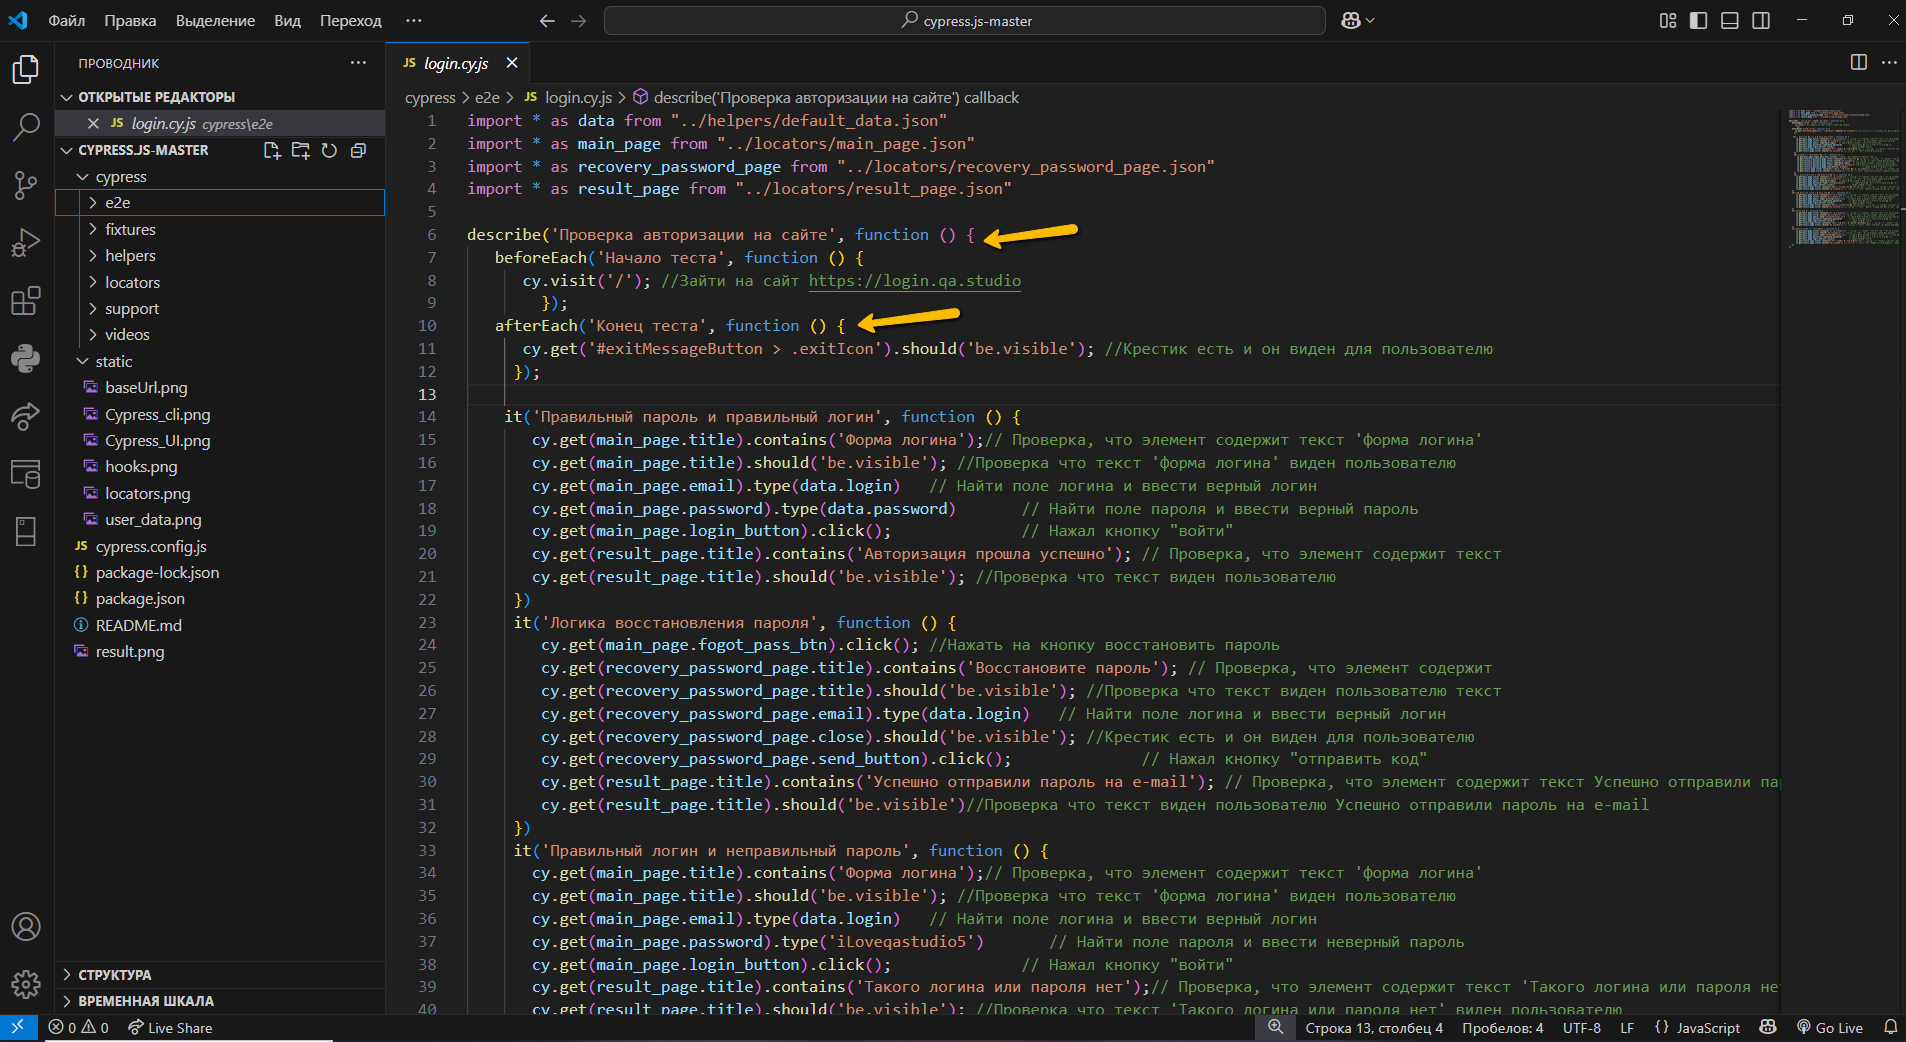 Файл Правка Выделение Вид Переход ··· cypress.js-master
ПРОВОДНИК ···
ОТКРЫТЫЕ РЕДАКТОРЫ
JS login.cy.js cypress\e2e
CYPRESS.JS-MASTER
cypress
e2e
fixtures
helpers
locators
support
videos
static
baseUrl.png
Cypress_cli.png
Cypress_UI.png
hooks.png
locators.png
user_data.png
JS cypress.config.js
{} package-lock.json
{} package.json
README.md
result.png
СТРУКТУРА
ВРЕМЕННАЯ ШКАЛА
JS login.cy.js
cypress > e2e > JS login.cy.js > describe('Проверка авторизации на сайте') callback
1 import * as data from "../helpers/default_data.json"
2 import * as main_page from "../locators/main_page.json"
3 import * as recovery_password_page from "../locators/recovery_password_page.json"
4 import * as result_page from "../locators/result_page.json"
5
6 describe('Проверка авторизации на сайте', function () {
7 beforeEach('Начало теста', function () {
8 cy.visit('/'); //Зайти на сайт https://login.qa.studio
9 });
10 afterEach('Конец теста', function () {
11 cy.get('#exitMessageButton > .exitIcon').should('be.visible'); //Крестик есть и он виден для пользователю
12 });
13
14 it('Правильный пароль и правильный логин', function () {
15 cy.get(main_page.title).contains('Форма логина');// Проверка, что элемент содержит текст 'форма логина'
16 cy.get(main_page.title).should('be.visible'); //Проверка что текст 'форма логина' виден пользователю
17 cy.get(main_page.email).type(data.login) // Найти поле логина и ввести верный логин
18 cy.get(main_page.password).type(data.password) // Найти поле пароля и ввести верный пароль
19 cy.get(main_page.login_button).click(); // Нажал кнопку "войти"
20 cy.get(result_page.title).contains('Авторизация прошла успешно'); // Проверка, что элемент содержит текст
21 cy.get(result_page.title).should('be.visible'); //Проверка что текст виден пользователю
22 })
23 it('Логика восстановления пароля', function () {
24 cy.get(main_page.fogot_pass_btn).click(); //Нажать на кнопку восстановить пароль
25 cy.get(recovery_password_page.title).contains('Восстановите пароль'); // Проверка, что элемент содержит
26 cy.get(recovery_password_page.title).should('be.visible'); //Проверка что текст виден пользователю текст
27 cy.get(recovery_password_page.email).type(data.login) // Найти поле логина и ввести верный логин
28 cy.get(recovery_password_page.close).should('be.visible'); //Крестик есть и он виден для пользователю
29 cy.get(recovery_password_page.send_button).click(); // Нажал кнопку "отправить код"
30 cy.get(result_page.title).contains('Успешно отправили пароль на e-mail'); // Проверка, что элемент содержит текст Успешно отправили па
31 cy.get(result_page.title).should('be.visible')//Проверка что текст виден пользователю Успешно отправили пароль на e-mail
32 })
33 it('Правильный логин и неправильный пароль', function () {
34 cy.get(main_page.title).contains('Форма логина');// Проверка, что элемент содержит текст 'форма логина'
35 cy.get(main_page.title).should('be.visible'); //Проверка что текст 'форма логина' виден пользователю
36 cy.get(main_page.email).type(data.login) // Найти поле логина и ввести верный логин
37 cy.get(main_page.password).type('iLoveqastudio5') // Найти поле пароля и ввести неверный пароль
38 cy.get(main_page.login_button).click(); // Нажал кнопку "войти"
39 cy.get(result_page.title).contains('Такого логина или пароля нет');// Проверка, что элемент содержит текст 'Такого логина или пароля не
40 cy.get(result_page.title).should('be.visible'); //Проверка что текст 'Такого логина или пароля нет' виден пользователю
0 0 Live Share Строка 13, столбец 4 Пробелов: 4 UTF-8 LF {} JavaScript Go Live